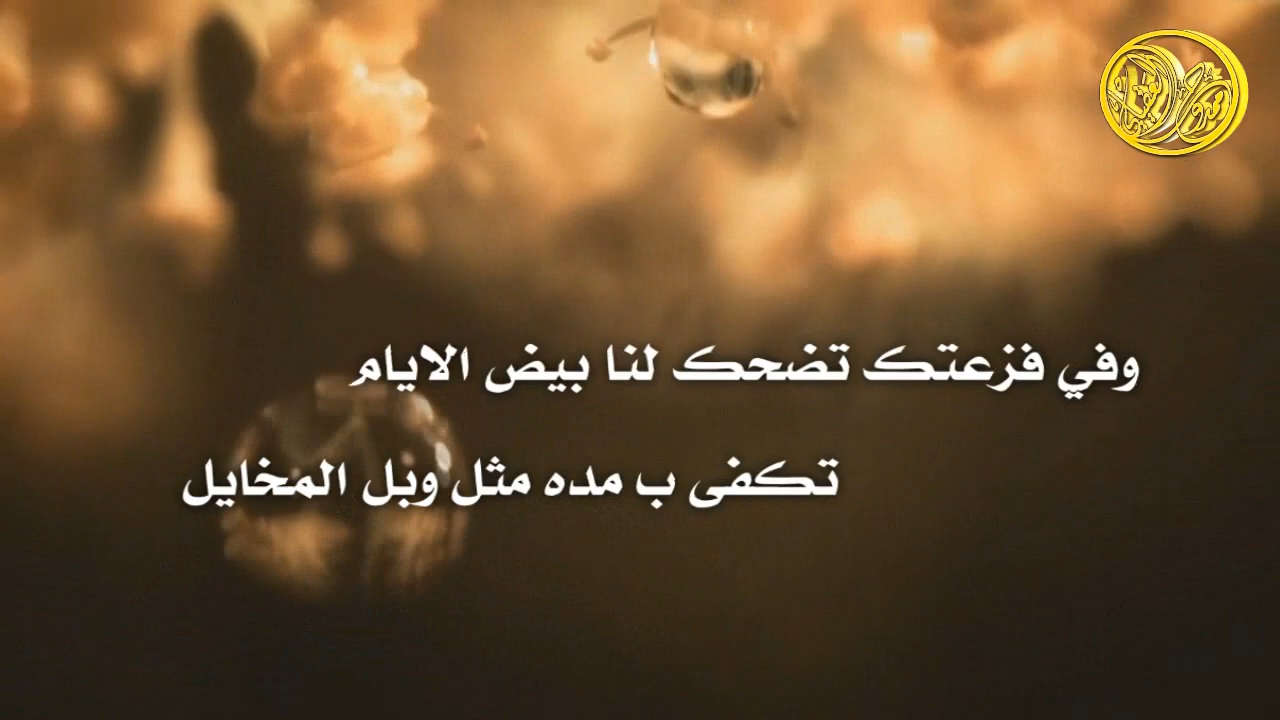 وفي فزعتك تضحك لنا بيض الايام
تكفى ب مده مثل وبل المخايل